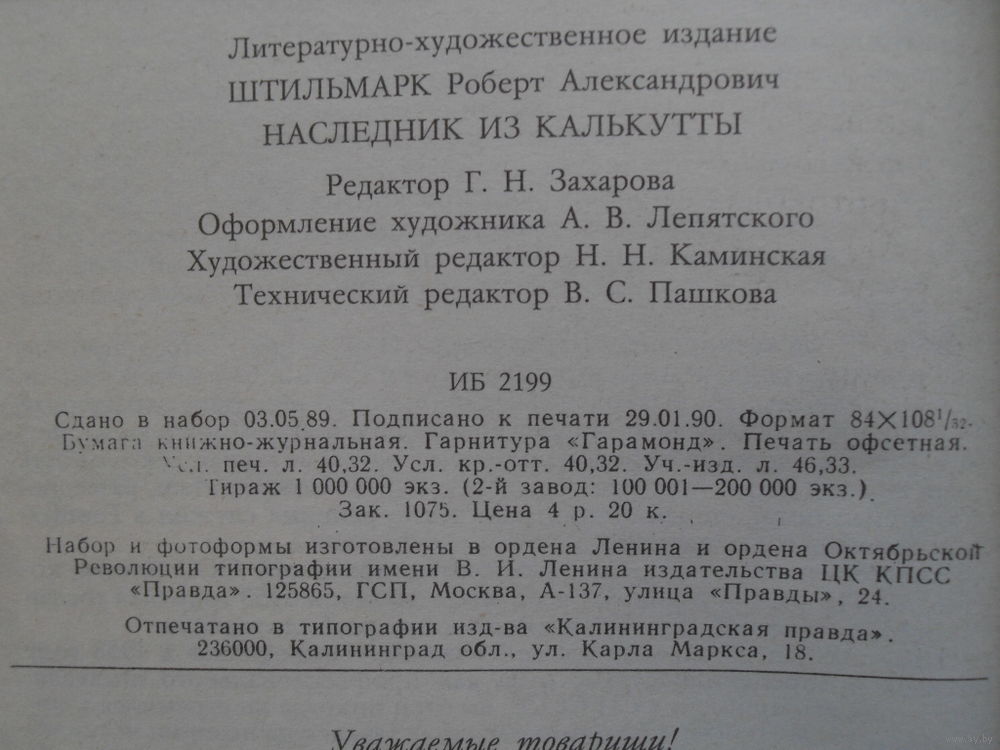 Литературно-художественное издание
ШТИЛЬМАРК Роберт Александрович
НАСЛЕДНИК ИЗ КАЛЬКУТТЫ
Редактор Г. Н. Захарова
Оформление художника А. В. Лепятского
Художественный редактор Н. Н. Каминская
Технический редактор В. С. Пашкова
ИБ 2199
Сдано в набор 03.05.89. Подписано к печати 29.01.90. Формат 84×108¹/₃₂.
Бумага книжно-журнальная. Гарнитура «Гарамонд». Печать офсетная.
Усл. печ. л. 40,32. Усл. кр.-отт. 40,32. Уч.-изд. л. 46,33.
Тираж 1 000 000 экз. (2-й завод: 100 001—200 000 экз.).
Зак. 1075. Цена 4 р. 20 к.
Набор и фотоформы изготовлены в ордена Ленина и ордена Октябрьской
Революции типографии имени В. И. Ленина издательства ЦК КПСС
«Правда». 125865, ГСП, Москва, А-137, улица «Правды», 24.
Отпечатано в типографии изд-ва «Калининградская правда».
236000, Калининград обл., ул. Карла Маркса, 18.
Уважаемые товарищи!
www.ay.by